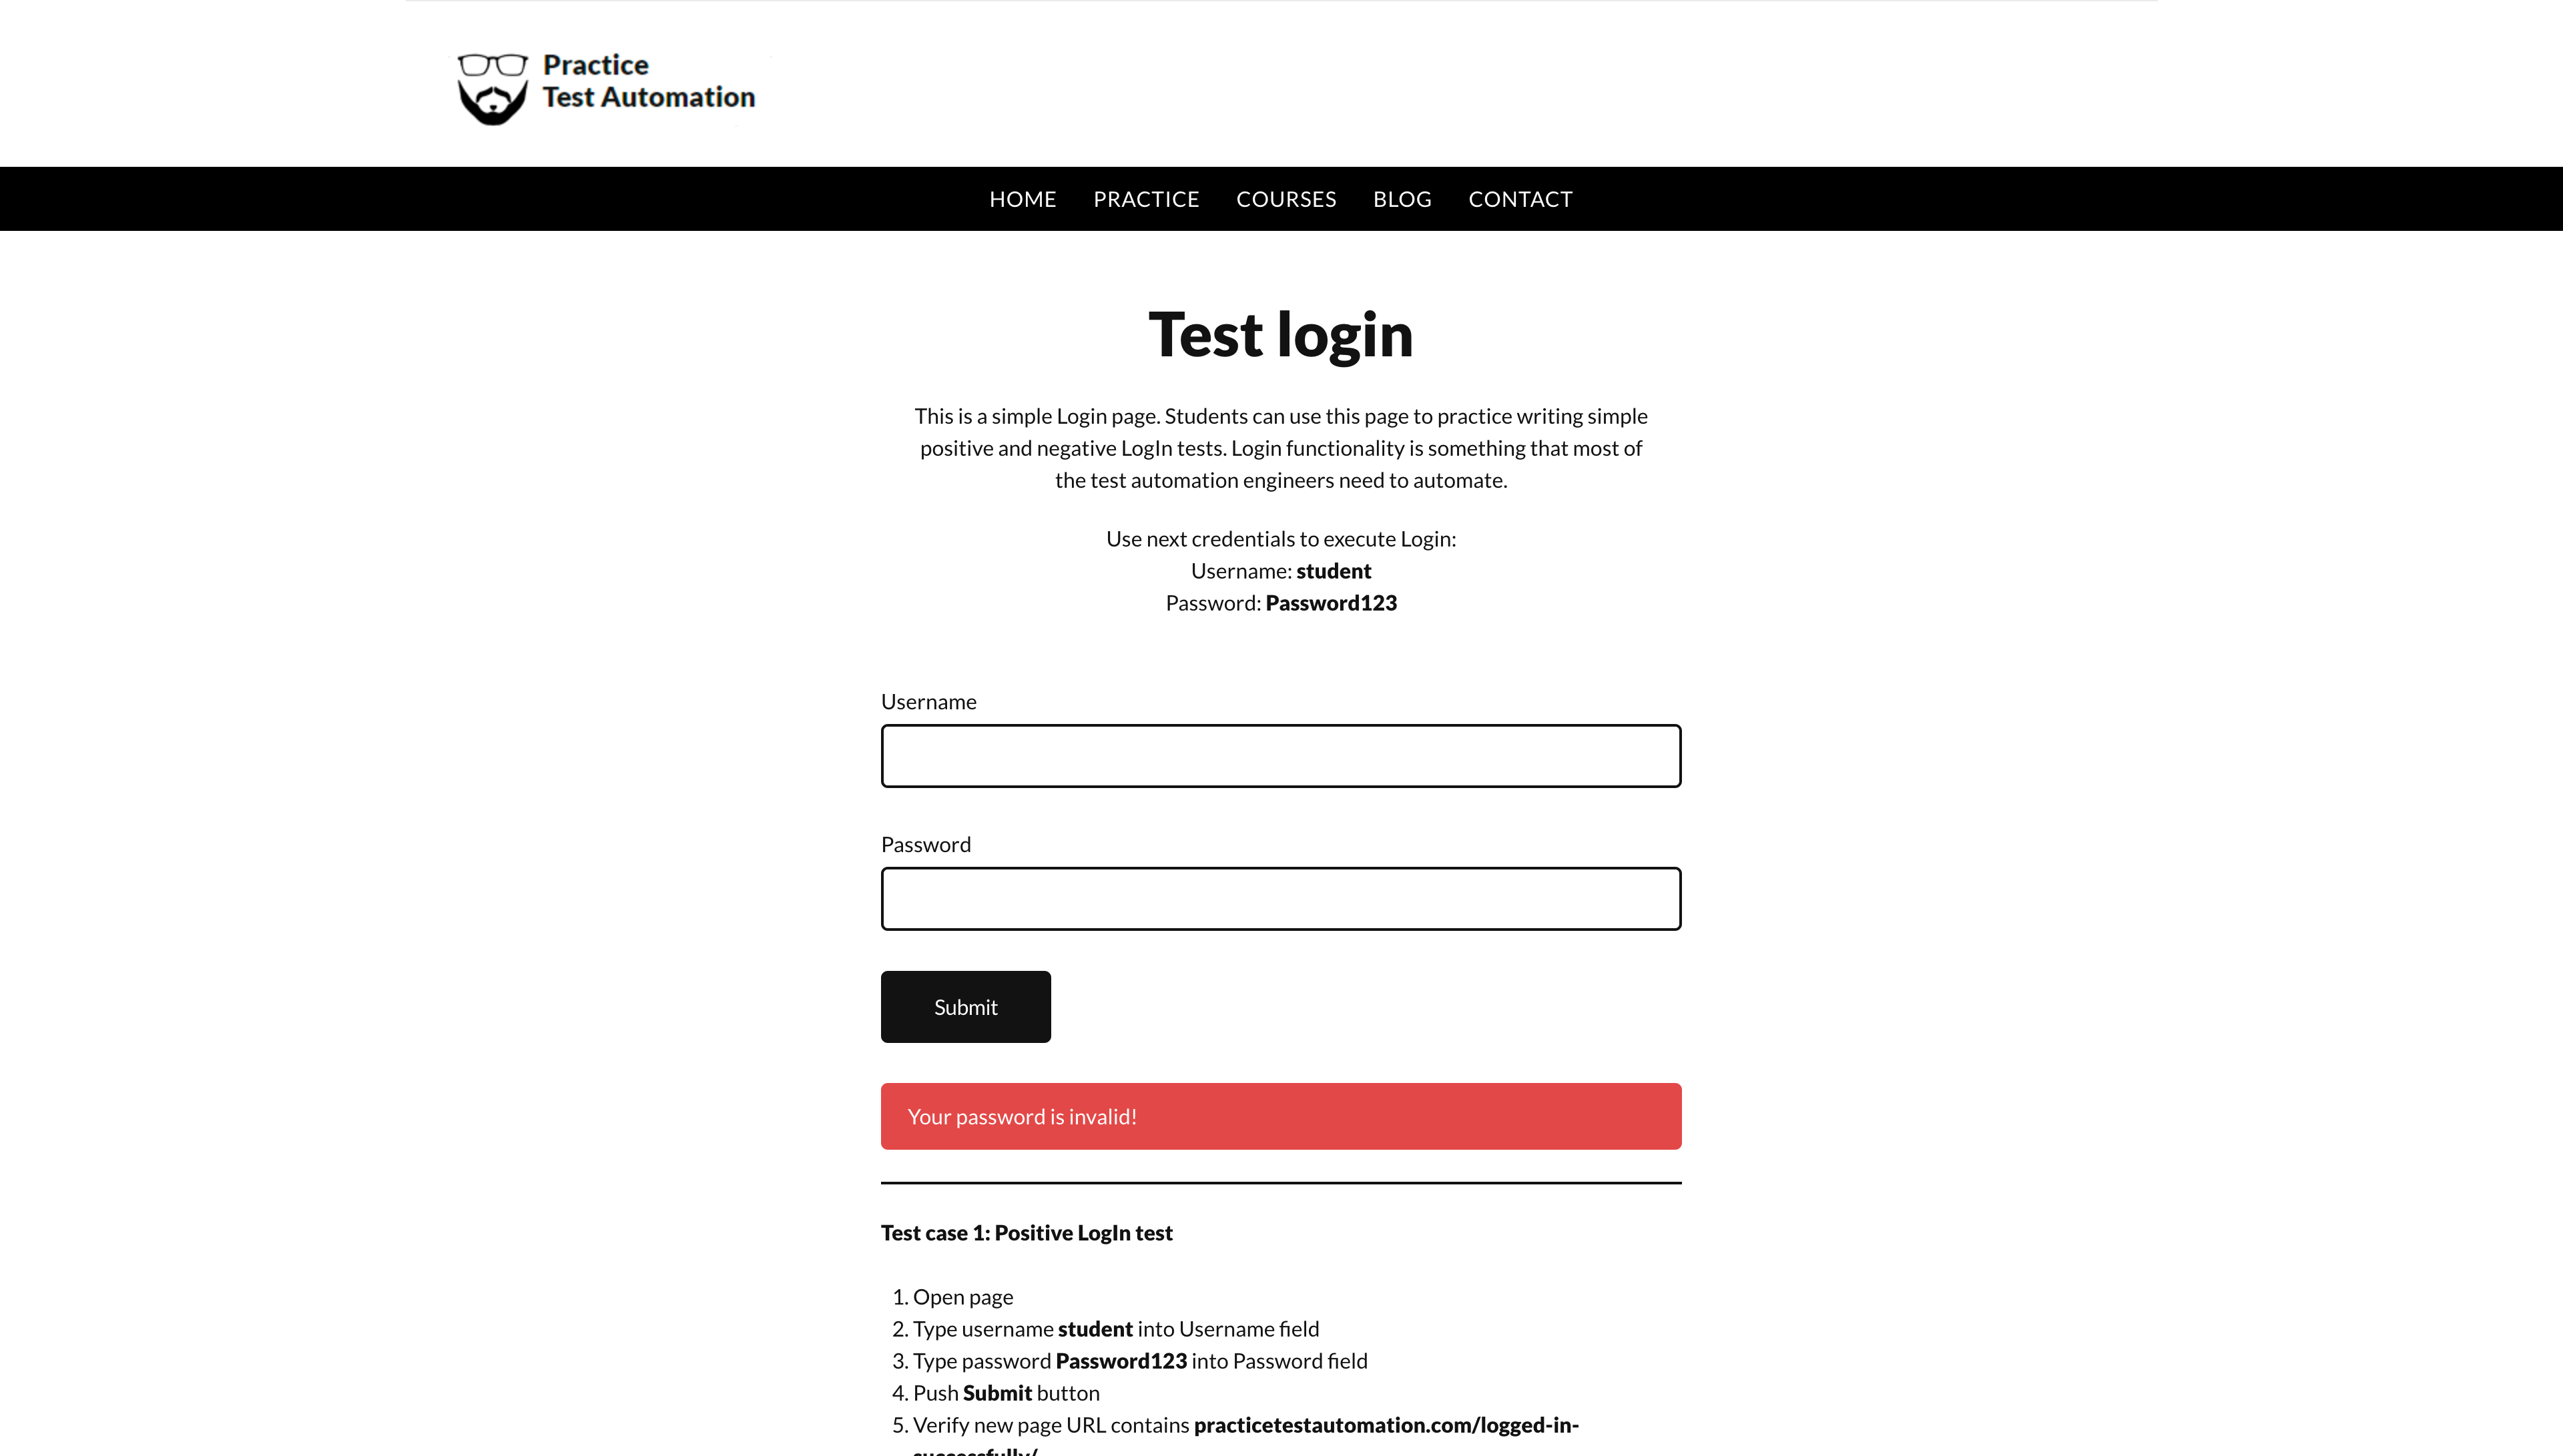 Practice
Test Automation
HOME PRACTICE COURSES BLOG CONTACT
Test login
This is a simple Login page. Students can use this page to practice writing simple
positive and negative LogIn tests. Login functionality is something that most of
the test automation engineers need to automate.
Use next credentials to execute Login:
Username: student
Password: Password123
Username
Password
Submit
Your password is invalid!
Test case 1: Positive LogIn test
1. Open page
2. Type username student into Username field
3. Type password Password123 into Password field
4. Push Submit button
5. Verify new page URL contains practicetestautomation.com/logged-in-
successfully/